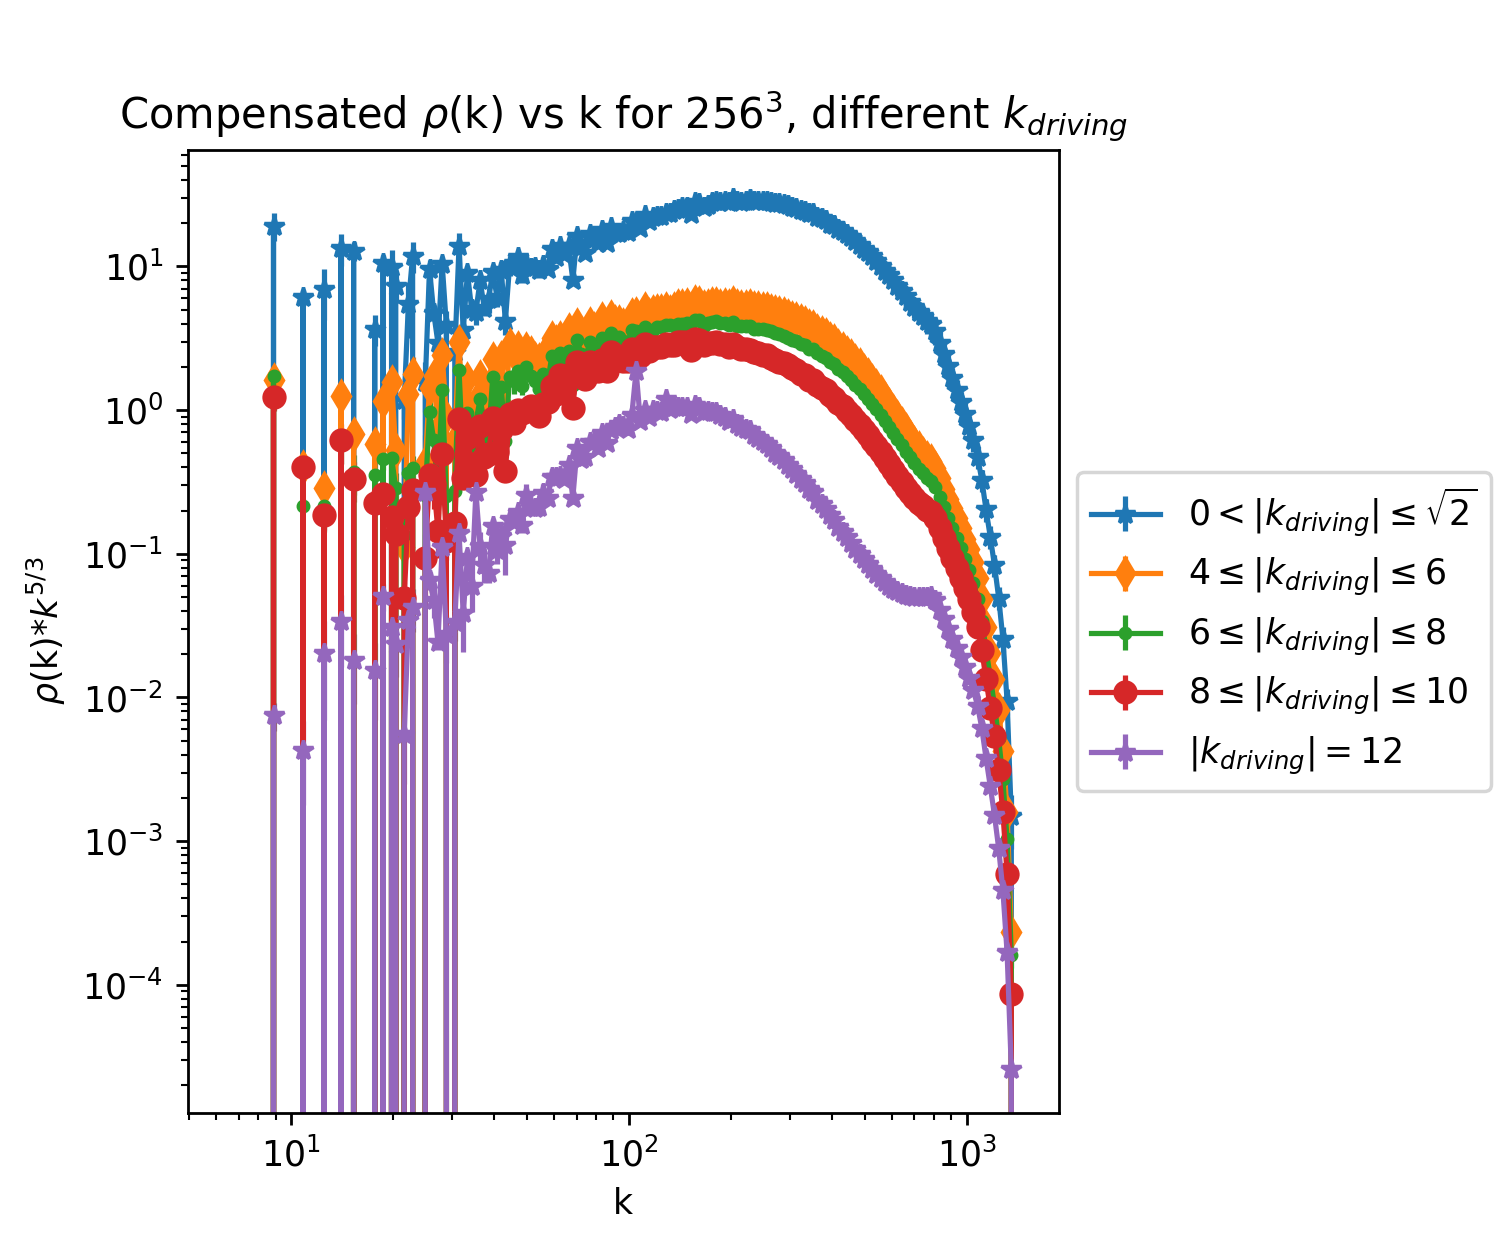 Compensated ρ(k) vs k for 256³, different k_driving
10¹
10⁰
10⁻¹
10⁻²
10⁻³
10⁻⁴
ρ(k)*k^5/3
10¹ 10² 10³
k
0 < |k_driving| ≤ √2
4 ≤ |k_driving| ≤ 6
6 ≤ |k_driving| ≤ 8
8 ≤ |k_driving| ≤ 10
|k_driving| = 12